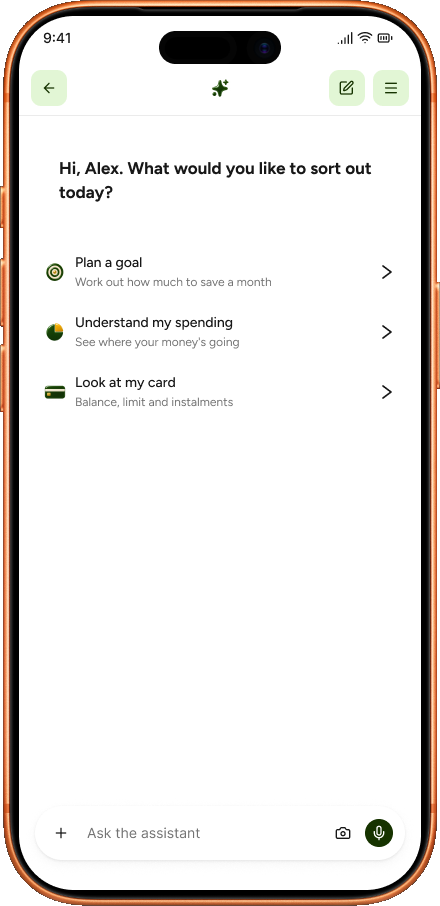 9:41
Hi, Alex. What would you like to sort out
today?
Plan a goal
Work out how much to save a month
Understand my spending
See where your money's going
Look at my card
Balance, limit and instalments
Ask the assistant